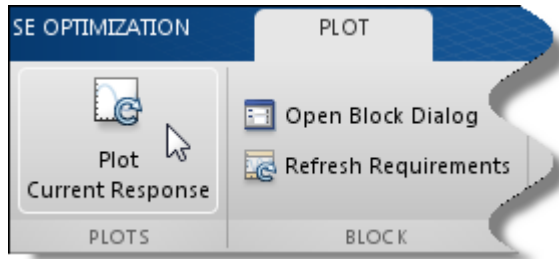 SE OPTIMIZATION
PLOT
Plot
Current Response
Open Block Dialog
Refresh Requirements
PLOTS
BLOCK